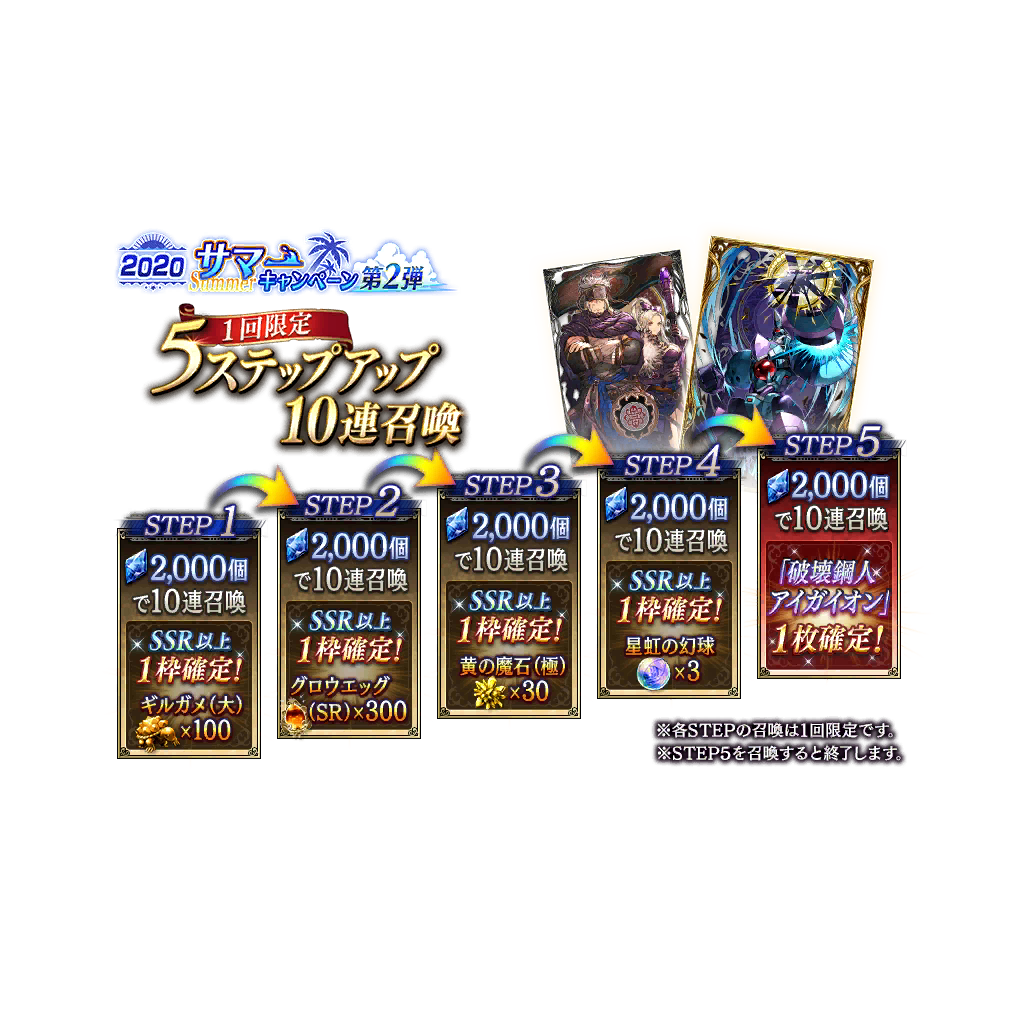 2020 サマー
Summer キャンペーン 第2弾
1回限定
5ステップアップ
10連召喚
STEP 1
2,000個
で10連召喚
SSR以上
1枠確定!
ギルガメ(大)
×100
STEP 2
2,000個
で10連召喚
SSR以上
1枠確定!
グロウエッグ
(SR)×300
STEP 3
2,000個
で10連召喚
SSR以上
1枠確定!
黄の魔石(極)
×30
STEP 4
2,000個
で10連召喚
SSR以上
1枠確定!
星虹の幻球
×3
STEP 5
2,000個
で10連召喚
「破壊鋼人
アイガイオン」
1枚確定!
※各STEPの召喚は1回限定です。
※STEP5を召喚すると終了します。